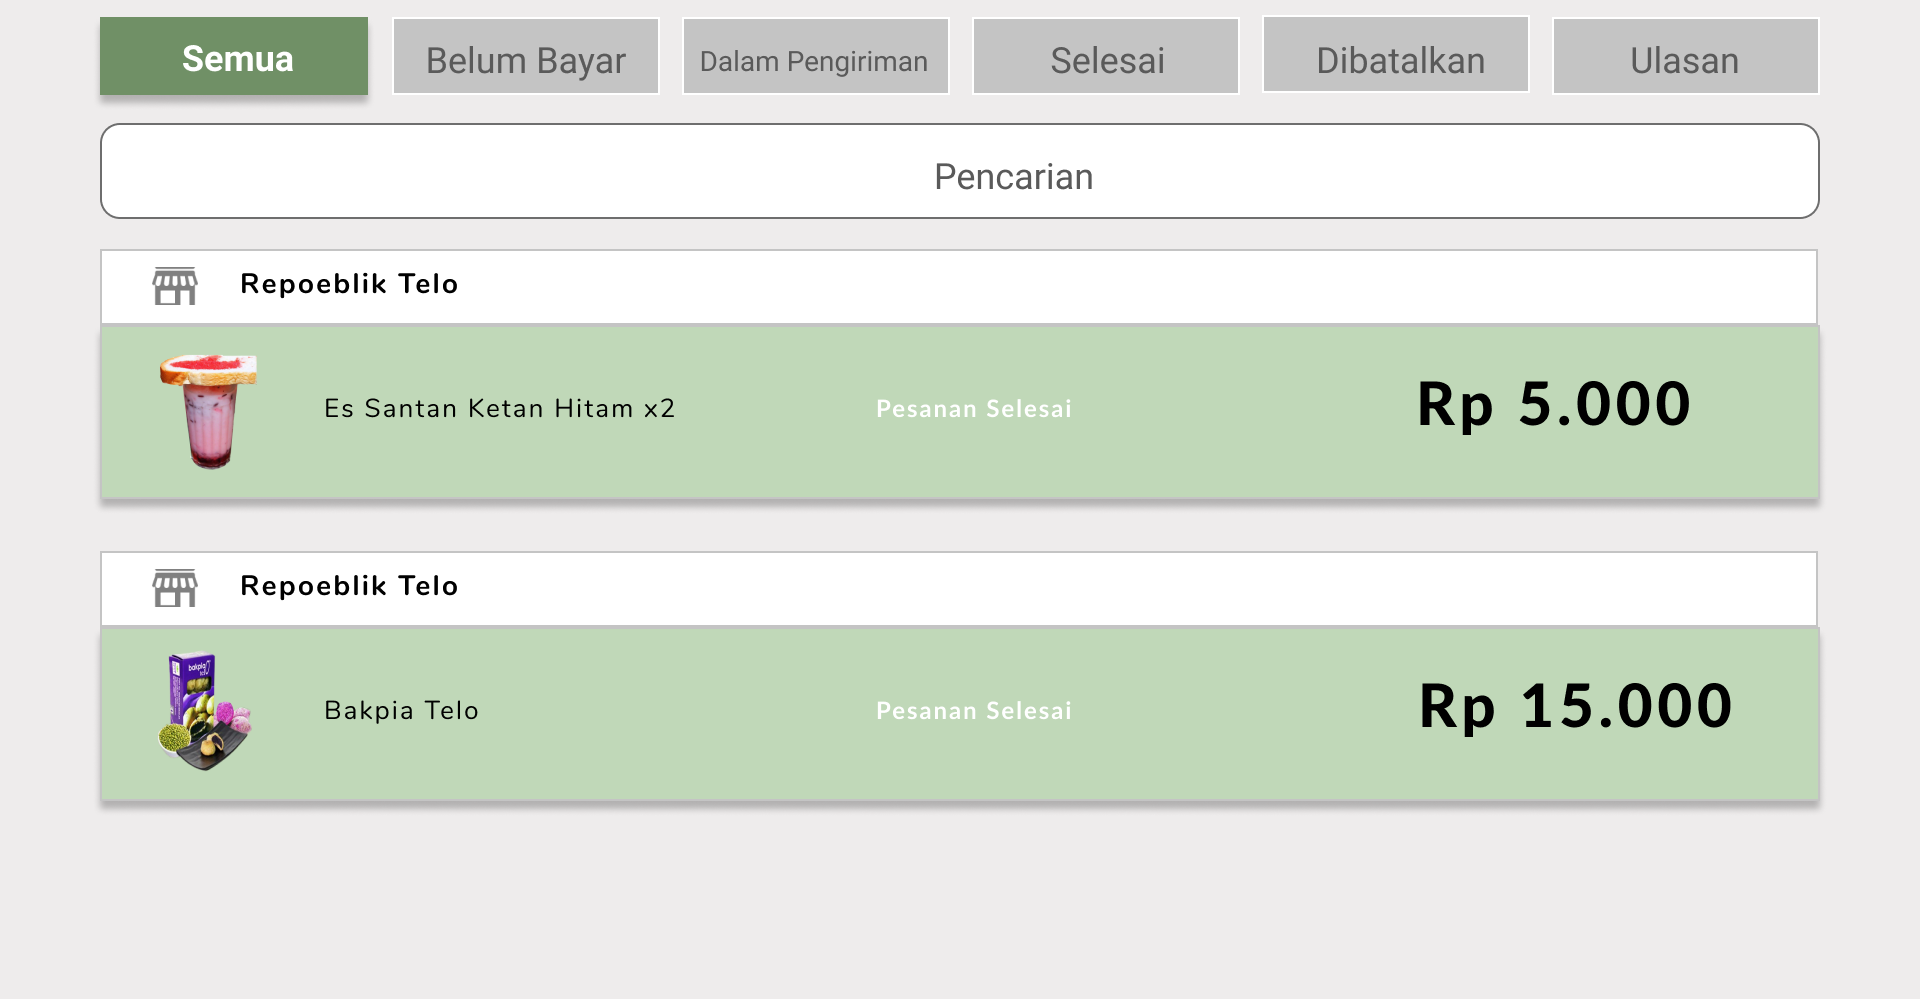 Semua
Belum Bayar
Dalam Pengiriman
Selesai
Dibatalkan
Ulasan
Pencarian
Repoeblik Telo
Es Santan Ketan Hitam x2
Pesanan Selesai
Rp 5.000
Repoeblik Telo
bakpia
Bakpia Telo
Pesanan Selesai
Rp 15.000